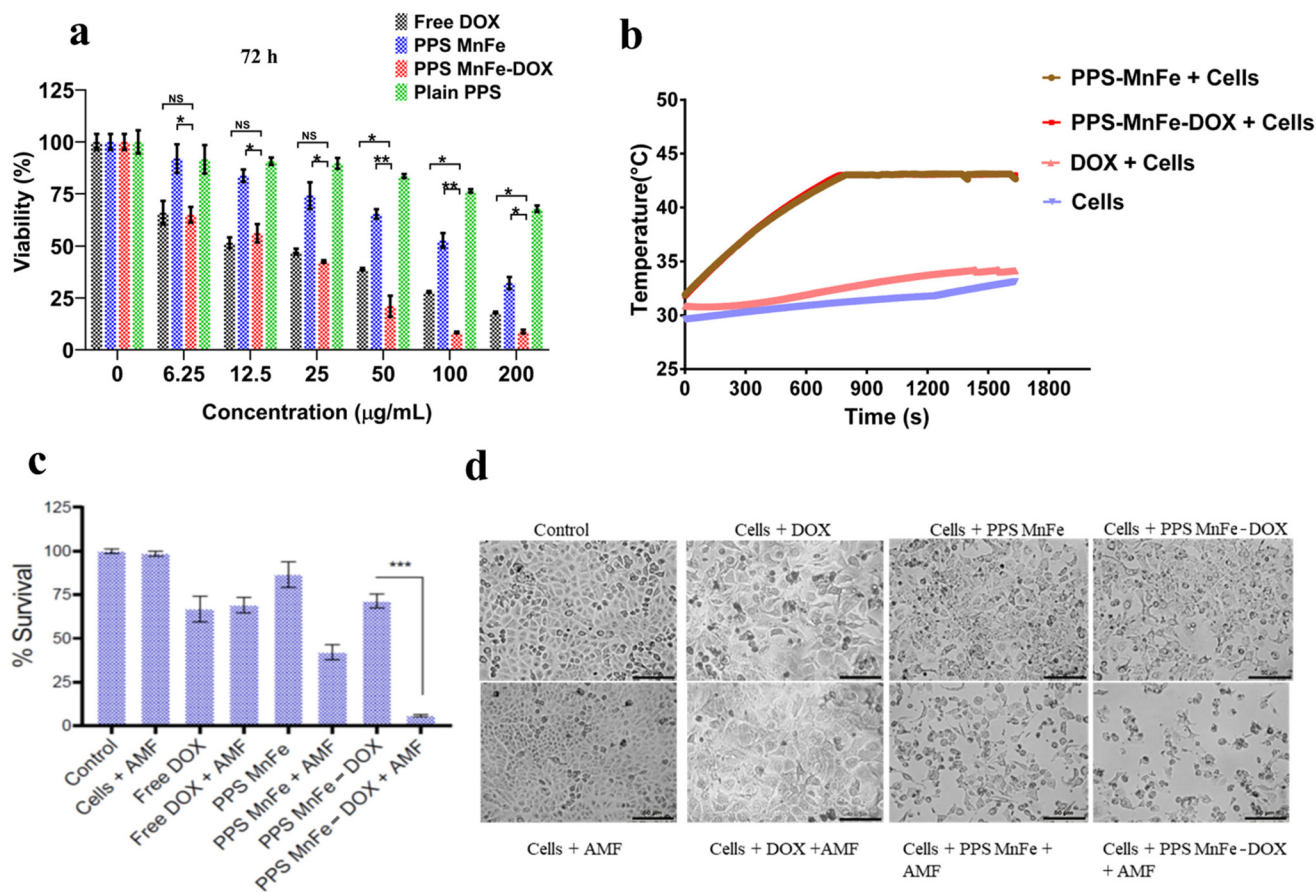 a
72 h
Free DOX
PPS MnFe
PPS MnFe-DOX
Plain PPS
Viability (%)
125
100
75
50
25
0
NS
*
NS
*
NS
*
*
**
*
**
*
*
0 6.25 12.5 25 50 100 200
Concentration (μg/mL)
b
PPS-MnFe + Cells
PPS-MnFe-DOX + Cells
DOX + Cells
Cells
Temperature(°C)
45
40
35
30
25
0 300 600 900 1200 1500 1800
Time (s)
c
% Survival
125
100
75
50
25
0
***
Control
Cells + AMF
Free DOX
Free DOX + AMF
PPS MnFe
PPS MnFe + AMF
PPS MnFe – DOX
PPS MnFe – DOX + AMF
d
Control
Cells + DOX
Cells + PPS MnFe
Cells + PPS MnFe-DOX
Cells + AMF
Cells + DOX +AMF
Cells + PPS MnFe +
AMF
Cells + PPS MnFe-DOX
+ AMF